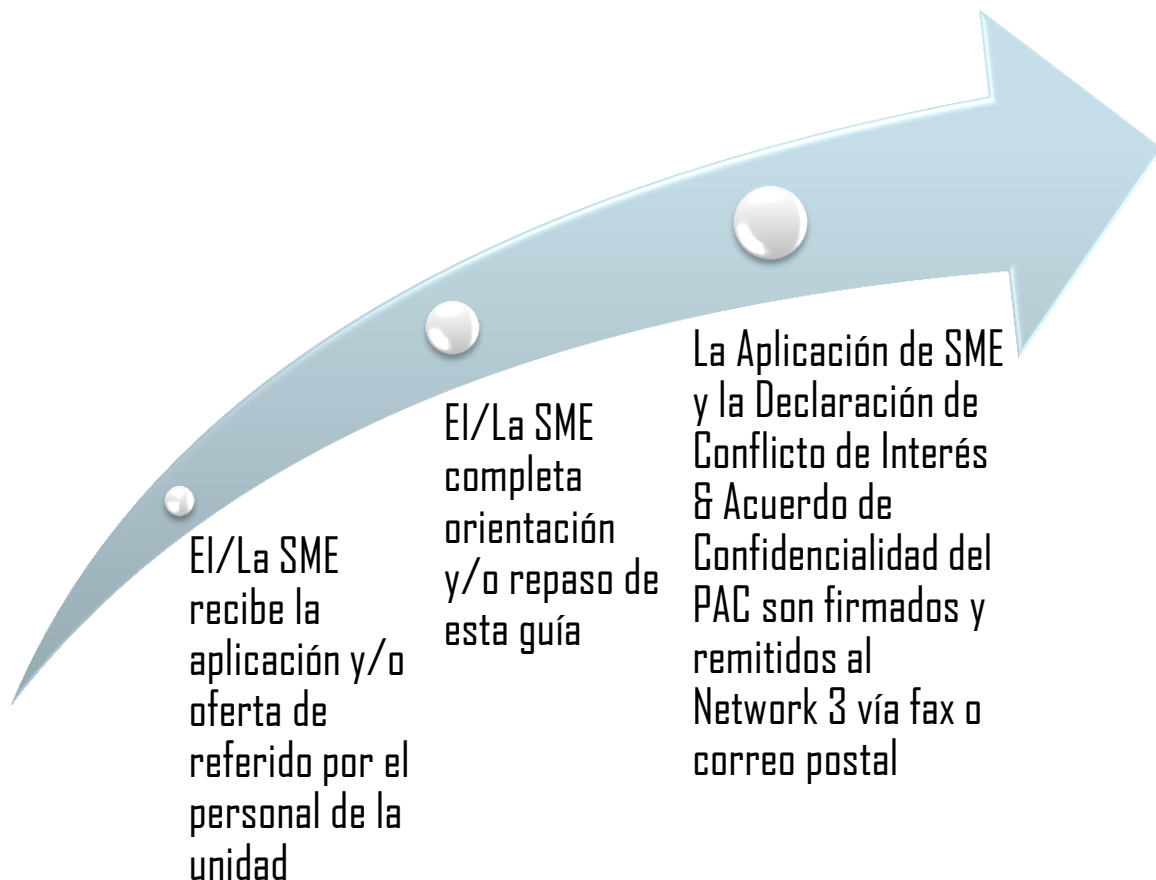 El/La SME
recibe la
aplicación y/o
oferta de
referido por el
personal de la
unidad
El/La SME
completa
orientación
y/o repaso de
esta guía
La Aplicación de SME
y la Declaración de
Conflicto de Interés
& Acuerdo de
Confidencialidad del
PAC son firmados y
remitidos al
Network 3 vía fax o
correo postal